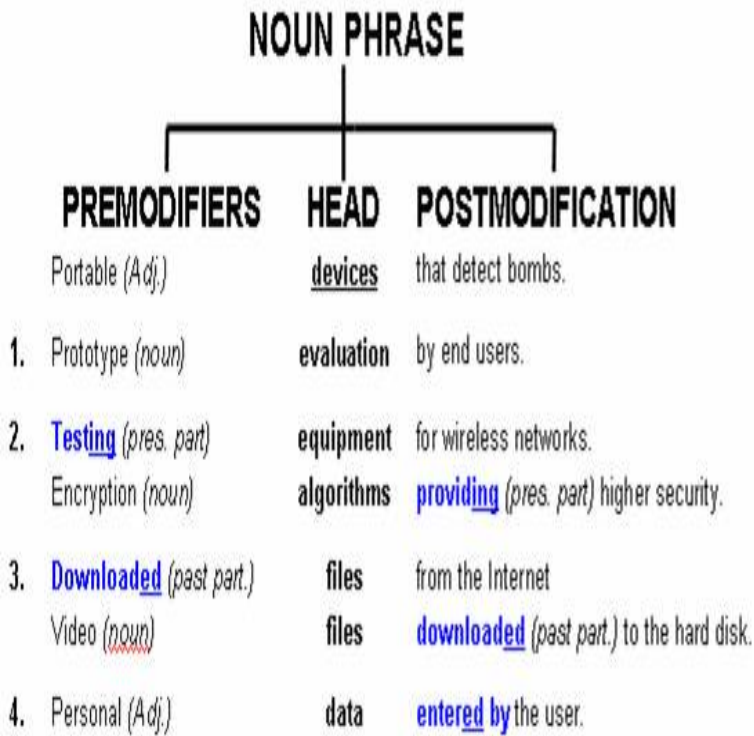 NOUN PHRASE
PREMODIFIERS HEAD POSTMODIFICATION
Portable (Adj.) devices that detect bombs.
1. Prototype (noun) evaluation by end users.
2. Testing (pres. part) equipment for wireless networks.
Encryption (noun) algorithms providing (pres. part) higher security.
3. Downloaded (past part.) files from the Internet
Video (noun) files downloaded (past part.) to the hard disk.
4. Personal (Adj.) data entered by the user.